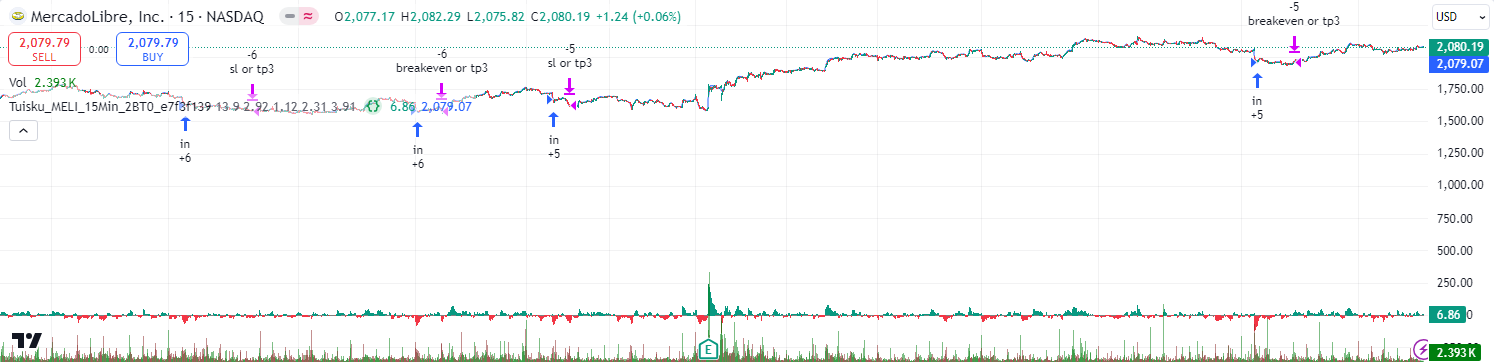 MercadoLibre, Inc. · 15 · NASDAQ O2,077.17 H2,082.29 L2,075.82 C2,080.19 +1.24 (+0.06%)
USD
2,079.79
SELL
0.00
2,079.79
BUY
Vol 2.393 K
Tuisku_MELI_15Min_2BT0_e7f3f139 13 9 2.92 1.12 2.31 3.91 6.86 2,079.07
-6
sl or tp3
-6
breakeven or tp3
-5
sl or tp3
-5
breakeven or tp3
in
+6
in
+6
in
+5
in
+5
2,080.19
2,079.07
1,750.00
1,500.00
1,250.00
1,000.00
750.00
500.00
250.00
6.86
2.393 K
E